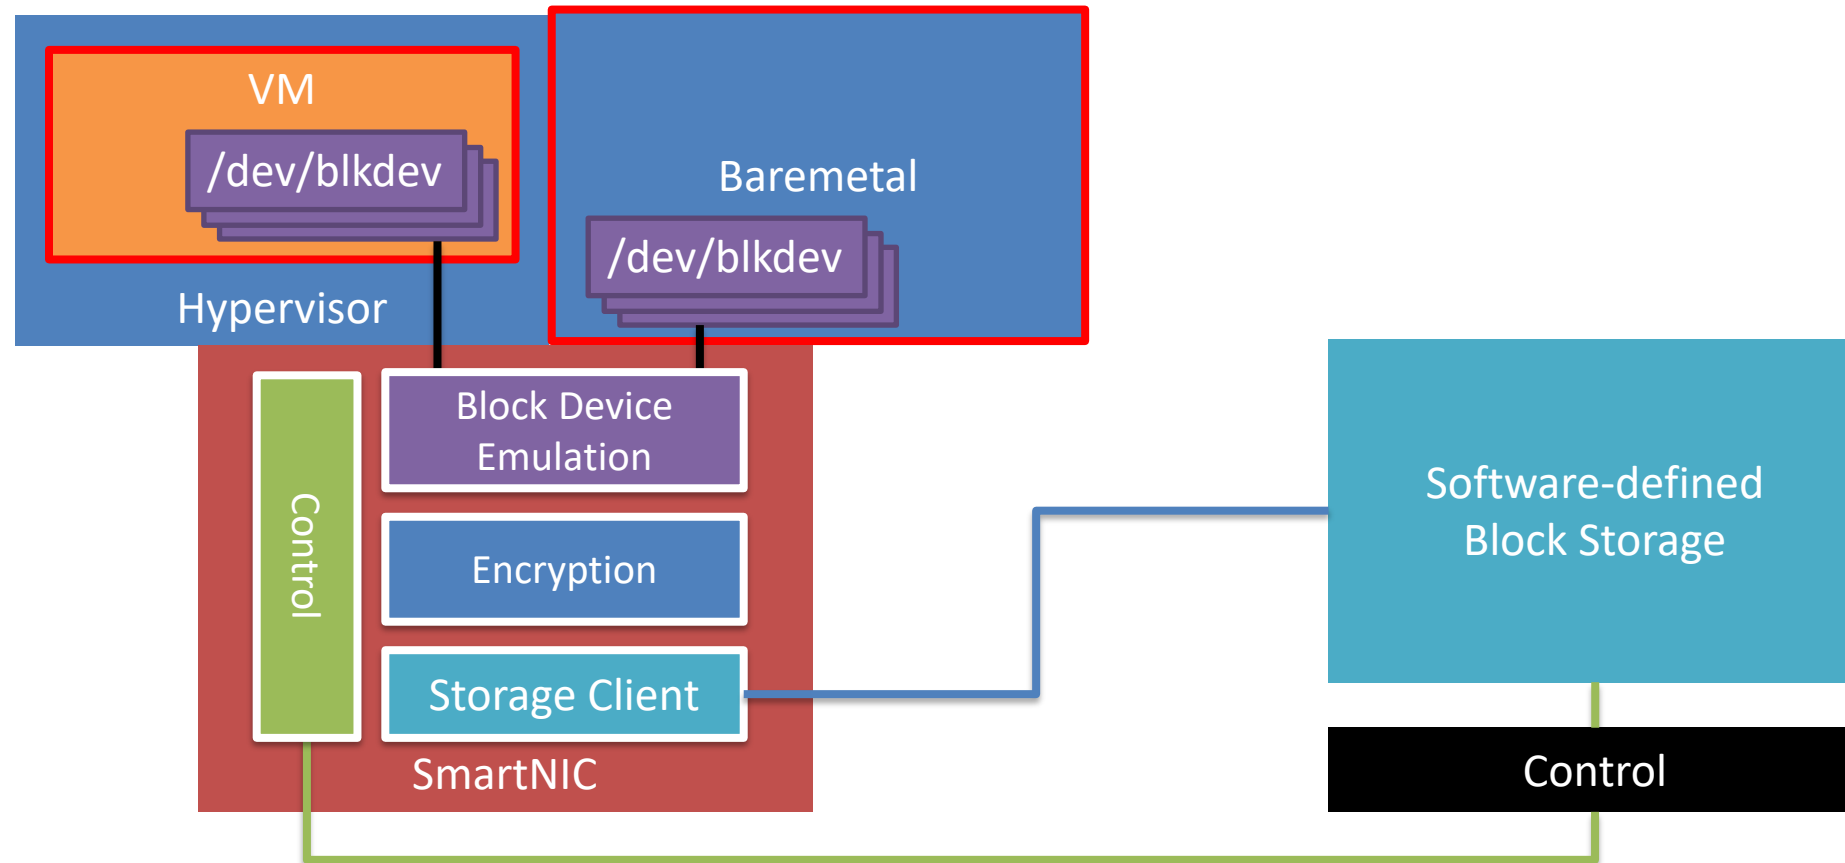 VM
/dev/blkdev
Hypervisor
Baremetal
/dev/blkdev
Control
Block Device
Emulation
Encryption
Storage Client
SmartNIC
Software-defined
Block Storage
Control